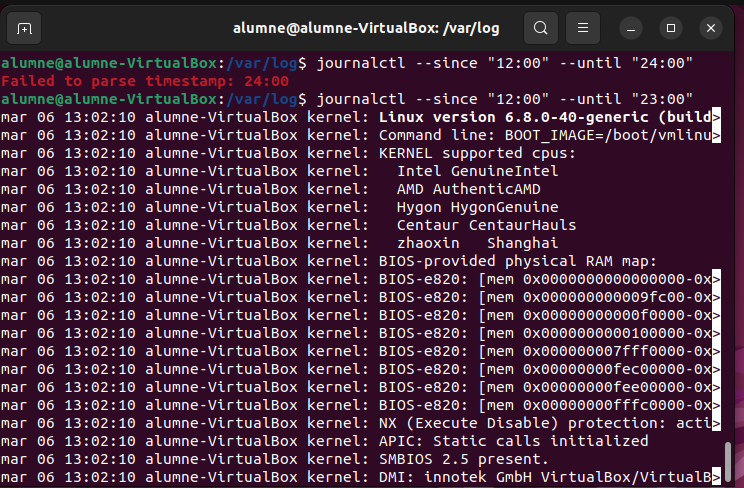 alumne@alumne-VirtualBox: /var/log
alumne@alumne-VirtualBox:/var/log$ journalctl --since "12:00" --until "24:00"
Failed to parse timestamp: 24:00
alumne@alumne-VirtualBox:/var/log$ journalctl --since "12:00" --until "23:00"
mar 06 13:02:10 alumne-VirtualBox kernel: Linux version 6.8.0-40-generic (build>
mar 06 13:02:10 alumne-VirtualBox kernel: Command line: BOOT_IMAGE=/boot/vmlinu>
mar 06 13:02:10 alumne-VirtualBox kernel: KERNEL supported cpus:
mar 06 13:02:10 alumne-VirtualBox kernel:   Intel GenuineIntel
mar 06 13:02:10 alumne-VirtualBox kernel:   AMD AuthenticAMD
mar 06 13:02:10 alumne-VirtualBox kernel:   Hygon HygonGenuine
mar 06 13:02:10 alumne-VirtualBox kernel:   Centaur CentaurHauls
mar 06 13:02:10 alumne-VirtualBox kernel:   zhaoxin   Shanghai
mar 06 13:02:10 alumne-VirtualBox kernel: BIOS-provided physical RAM map:
mar 06 13:02:10 alumne-VirtualBox kernel: BIOS-e820: [mem 0x0000000000000000-0x>
mar 06 13:02:10 alumne-VirtualBox kernel: BIOS-e820: [mem 0x000000000009fc00-0x>
mar 06 13:02:10 alumne-VirtualBox kernel: BIOS-e820: [mem 0x00000000000f0000-0x>
mar 06 13:02:10 alumne-VirtualBox kernel: BIOS-e820: [mem 0x0000000000100000-0x>
mar 06 13:02:10 alumne-VirtualBox kernel: BIOS-e820: [mem 0x000000007fff0000-0x>
mar 06 13:02:10 alumne-VirtualBox kernel: BIOS-e820: [mem 0x00000000fec00000-0x>
mar 06 13:02:10 alumne-VirtualBox kernel: BIOS-e820: [mem 0x00000000fee00000-0x>
mar 06 13:02:10 alumne-VirtualBox kernel: BIOS-e820: [mem 0x00000000fffc0000-0x>
mar 06 13:02:10 alumne-VirtualBox kernel: NX (Execute Disable) protection: acti>
mar 06 13:02:10 alumne-VirtualBox kernel: APIC: Static calls initialized
mar 06 13:02:10 alumne-VirtualBox kernel: SMBIOS 2.5 present.
mar 06 13:02:10 alumne-VirtualBox kernel: DMI: innotek GmbH VirtualBox/VirtualB>